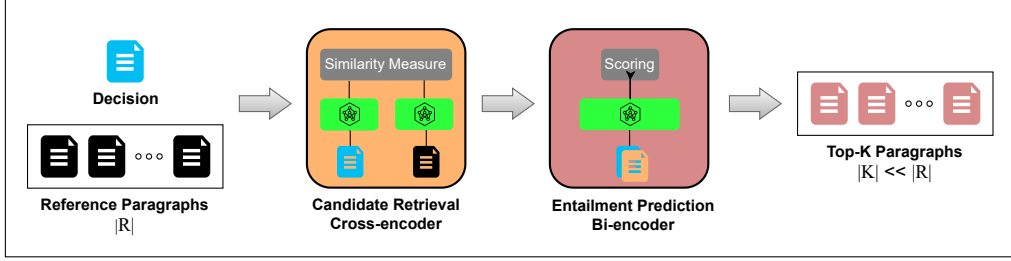 Decision
Reference Paragraphs
|R|
Similarity Measure
Candidate Retrieval
Cross-encoder
Scoring
Entailment Prediction
Bi-encoder
Top-K Paragraphs
|K| << |R|